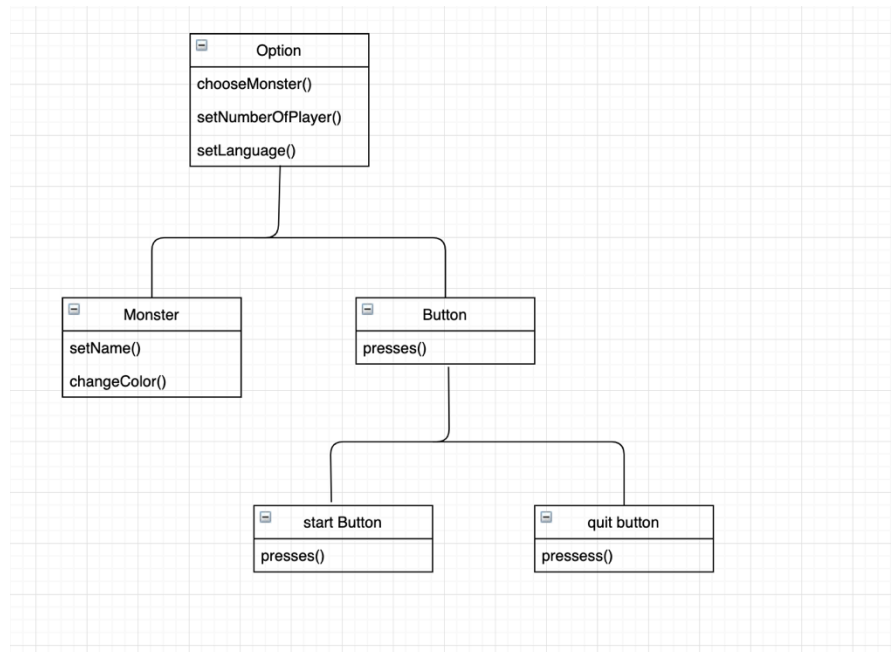 Option
chooseMonster()
setNumberOfPlayer()
setLanguage()
Monster
setName()
changeColor()
Button
presses()
start Button
presses()
quit button
pressess()